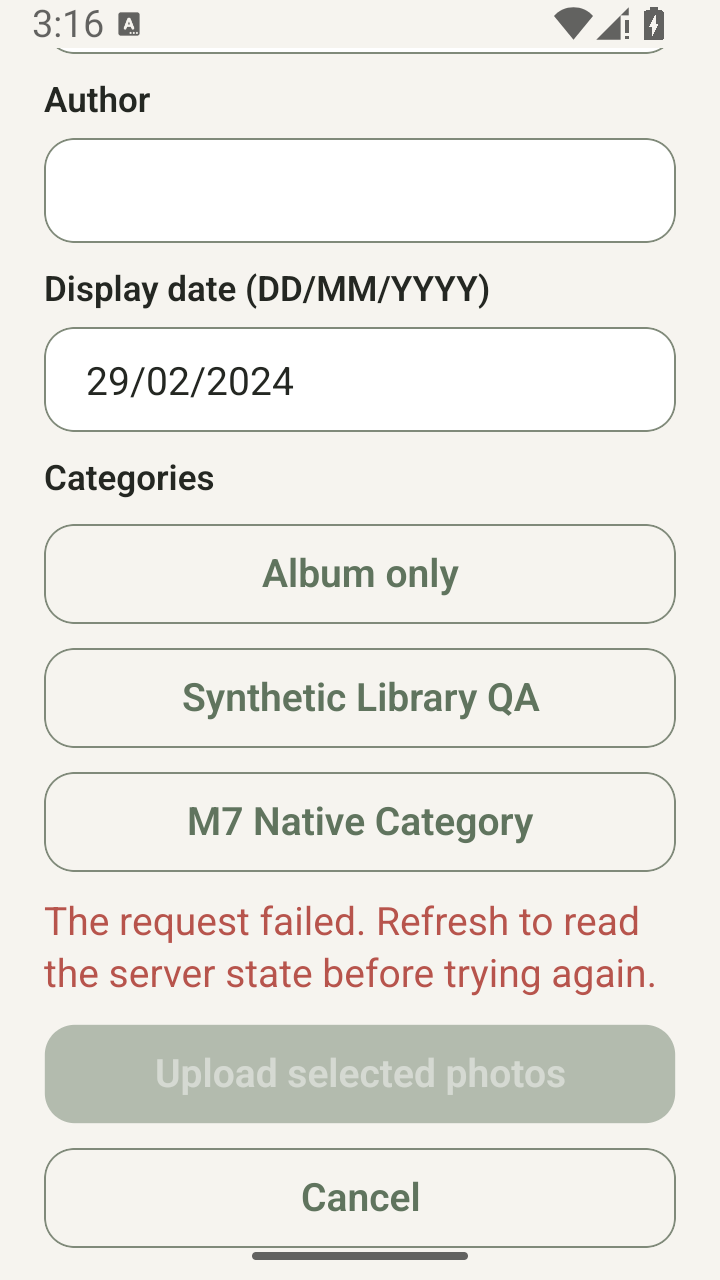 3:16
Author
Display date (DD/MM/YYYY)
29/02/2024
Categories
Album only
Synthetic Library QA
M7 Native Category
The request failed. Refresh to read
the server state before trying again.
Upload selected photos
Cancel